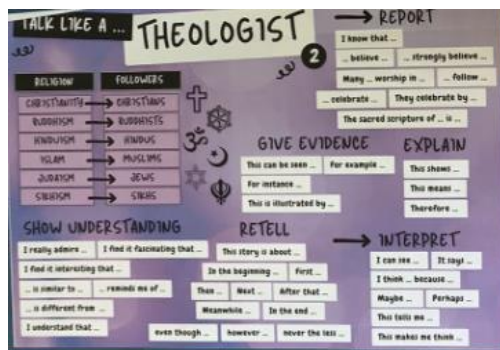 TALK LIKE A ...
THEOLOGIST
2
RELIGION FOLLOWERS
CHRISTIANITY CHRISTIANS
BUDDHISM BUDDHISTS
HINDUISM HINDUS
ISLAM MUSLIMS
JUDAISM JEWS
SIKHISM SIKHS
REPORT
I know that ...
... believe ... ... strongly believe ...
Many ... worship in ... ... follow ...
... celebrate ... They celebrate by ...
The sacred scripture of ... is ...
GIVE EVIDENCE
This can be seen ... For example ...
For instance ...
This is illustrated by ...
EXPLAIN
This shows ...
This means ...
Therefore ...
SHOW UNDERSTANDING
I really admire ... I find it fascinating that ...
I find it interesting that ...
... is similar to ... ... reminds me of ...
... is different from ...
I understand that ...
RETELL
This story is about ...
In the beginning ... First ...
Then ... Next ... After that ...
Meanwhile ... In the end ...
even though ... however ... never the less ...
INTERPRET
I can see ... It says ...
I think ... because ...
Maybe ... Perhaps ...
This tells me ...
This makes me think ...